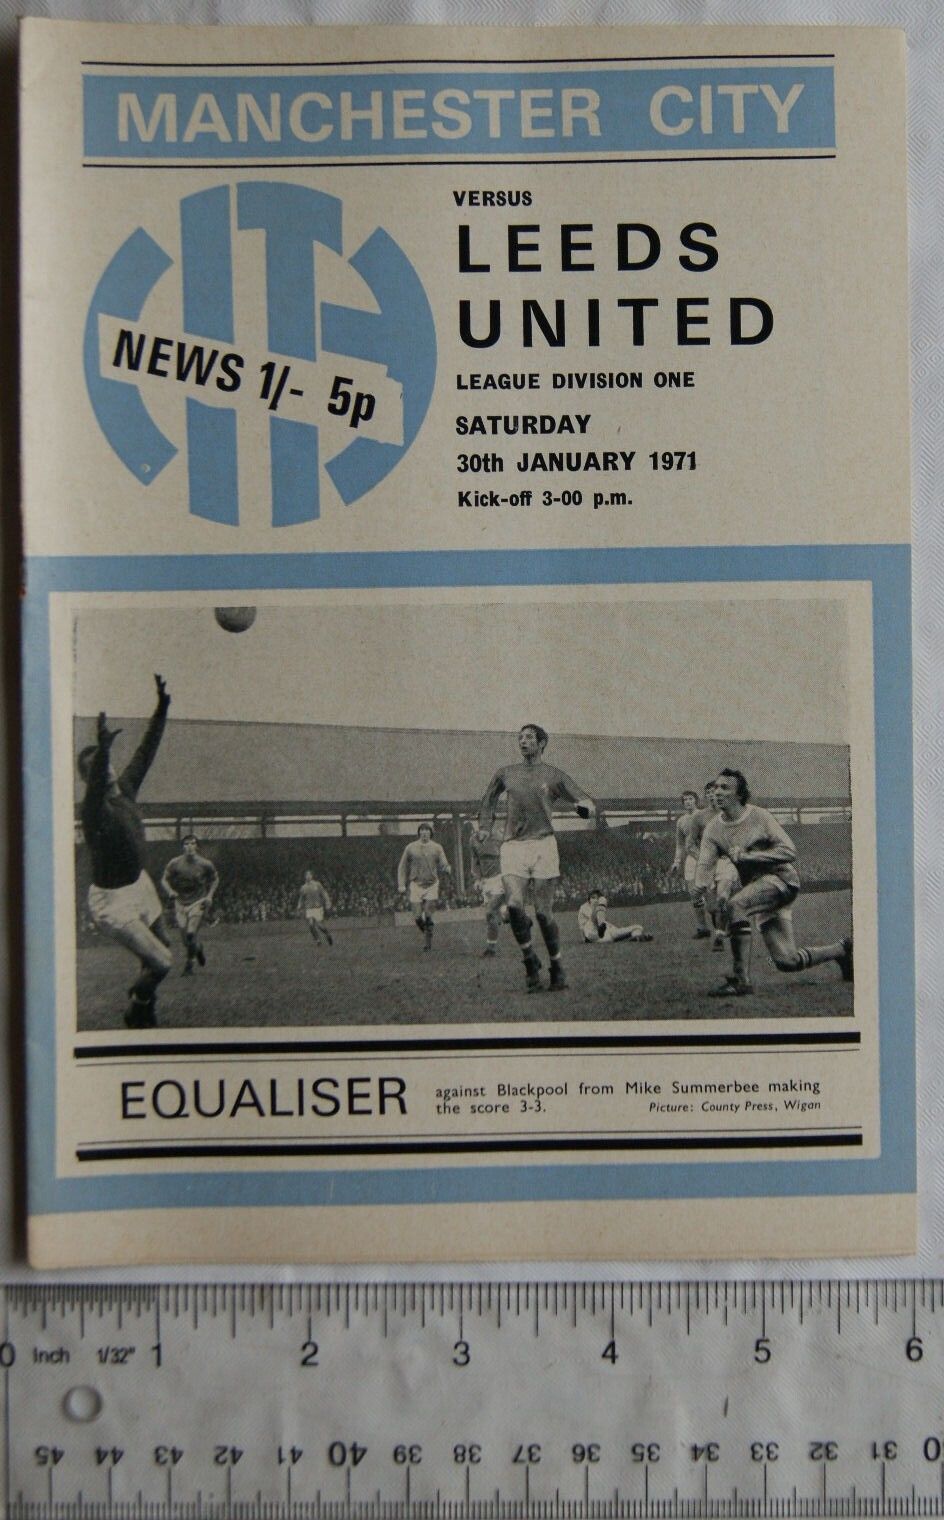 MANCHESTER CITY
CITY
NEWS 1/- 5p
VERSUS
LEEDS
UNITED
LEAGUE DIVISION ONE
SATURDAY
30th JANUARY 1971
Kick-off 3-00 p.m.
EQUALISER
against Blackpool from Mike Summerbee making
the score 3-3.
Picture: County Press, Wigan
0 Inch 1/32" 1 2 3 4 5 6
45 44 43 42 41 40 39 38 37 36 35 34 33 32 31